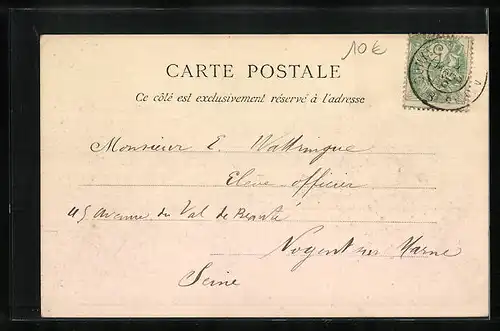 10€
CARTE POSTALE
Ce côté est exclusivement réservé à l'adresse
Monsieur E. Wattringue
Elève officier
45 Avenue du Val de Beauté
Nogent sur Marne
Seine